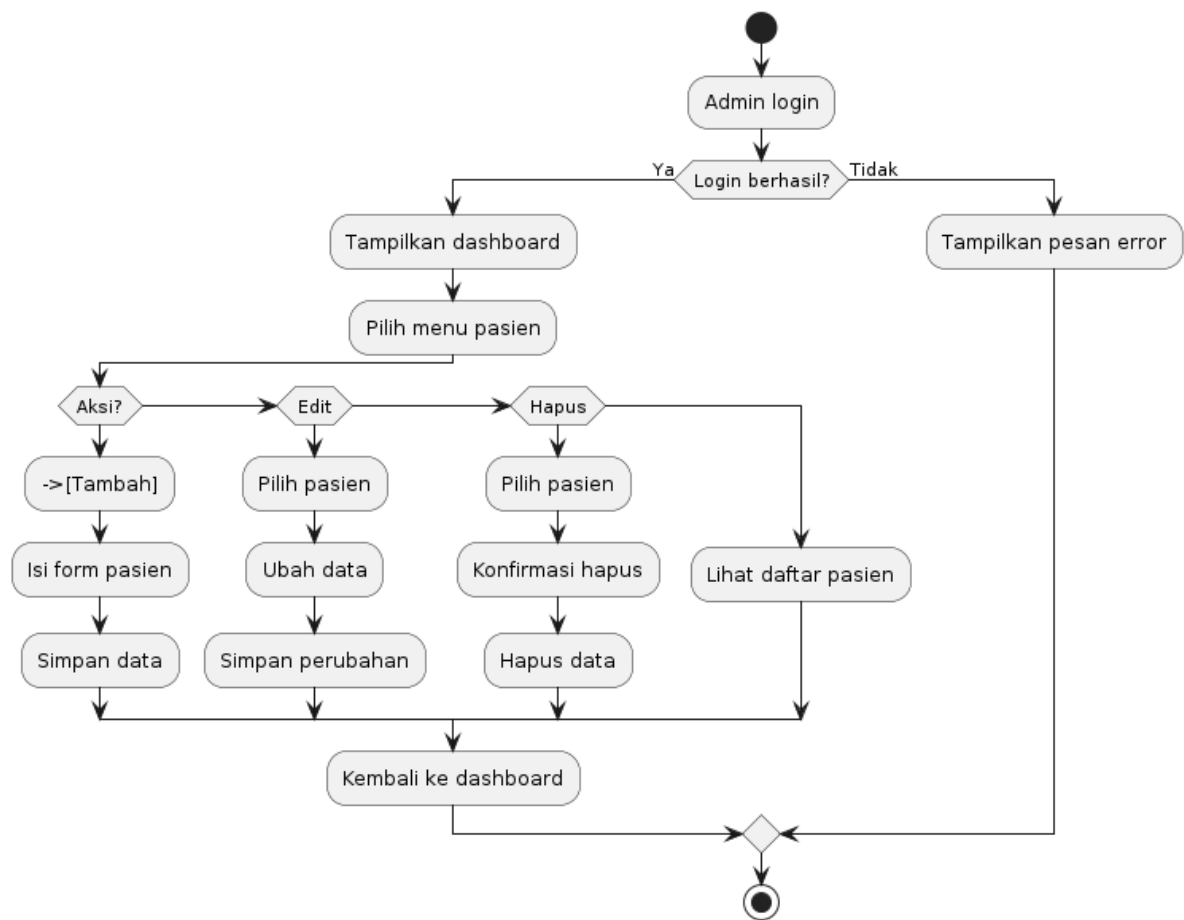 Admin login
Ya
Login berhasil?
Tidak
Tampilkan dashboard
Tampilkan pesan error
Pilih menu pasien
Aksi?
Edit
Hapus
->[Tambah]
Pilih pasien
Pilih pasien
Isi form pasien
Ubah data
Konfirmasi hapus
Lihat daftar pasien
Simpan data
Simpan perubahan
Hapus data
Kembali ke dashboard